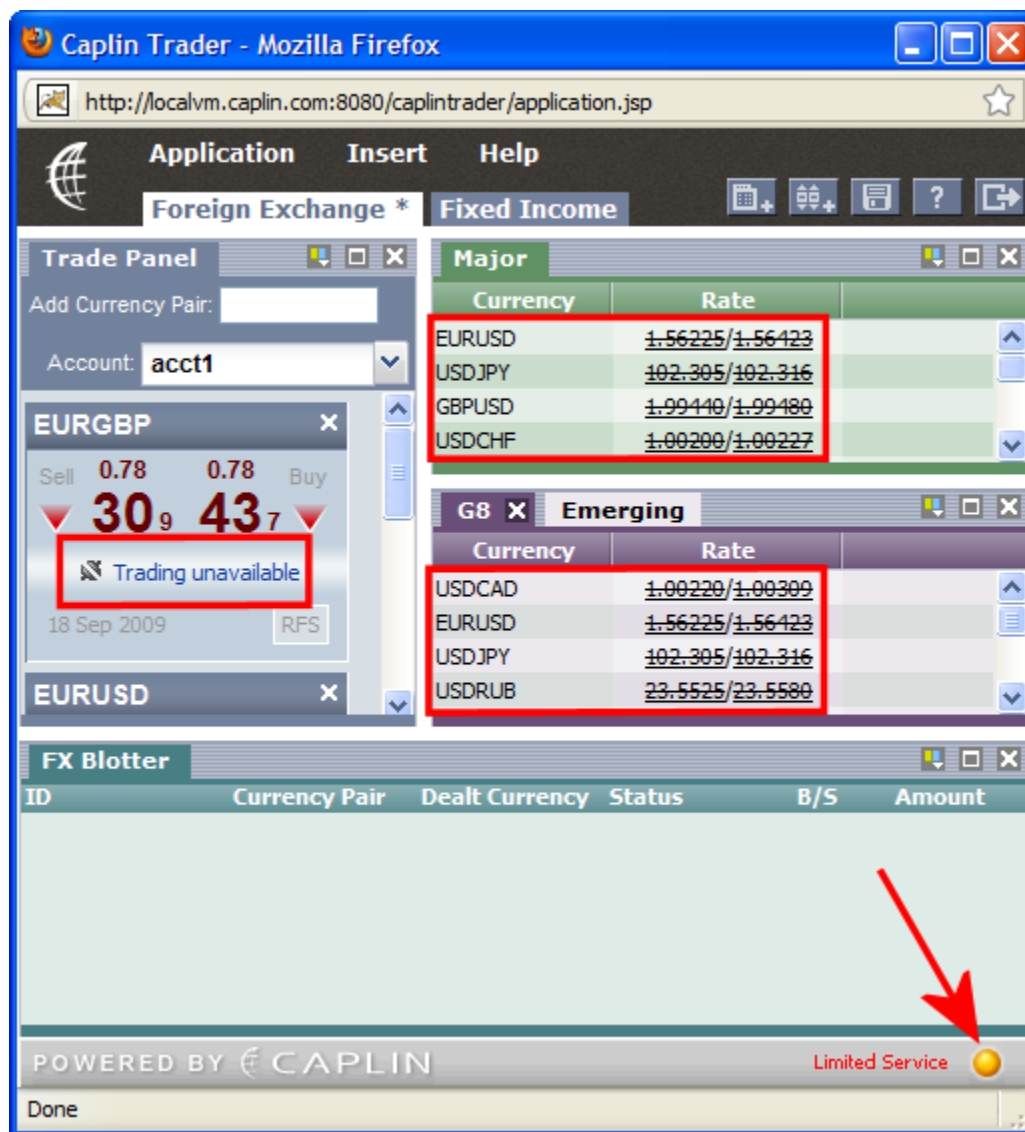 Caplin Trader - Mozilla Firefox
http://localvm.caplin.com:8080/caplintrader/application.jsp
Application Insert Help
Foreign Exchange * Fixed Income
?
Trade Panel
Add Currency Pair:
Account: acct1
EURGBP
Sell 0.78 0.78 Buy
30 9 43 7
Trading unavailable
18 Sep 2009 RFS
EURUSD
Major
Currency Rate
EURUSD 1.56225/1.56423
USDJPY 102.305/102.316
GBPUSD 1.99440/1.99480
USDCHF 1.00200/1.00227
G8 Emerging
Currency Rate
USDCAD 1.00220/1.00309
EURUSD 1.56225/1.56423
USDJPY 102.305/102.316
USDRUB 23.5525/23.5580
FX Blotter
ID Currency Pair Dealt Currency Status B/S Amount
POWERED BY CAPLIN
Limited Service
Done